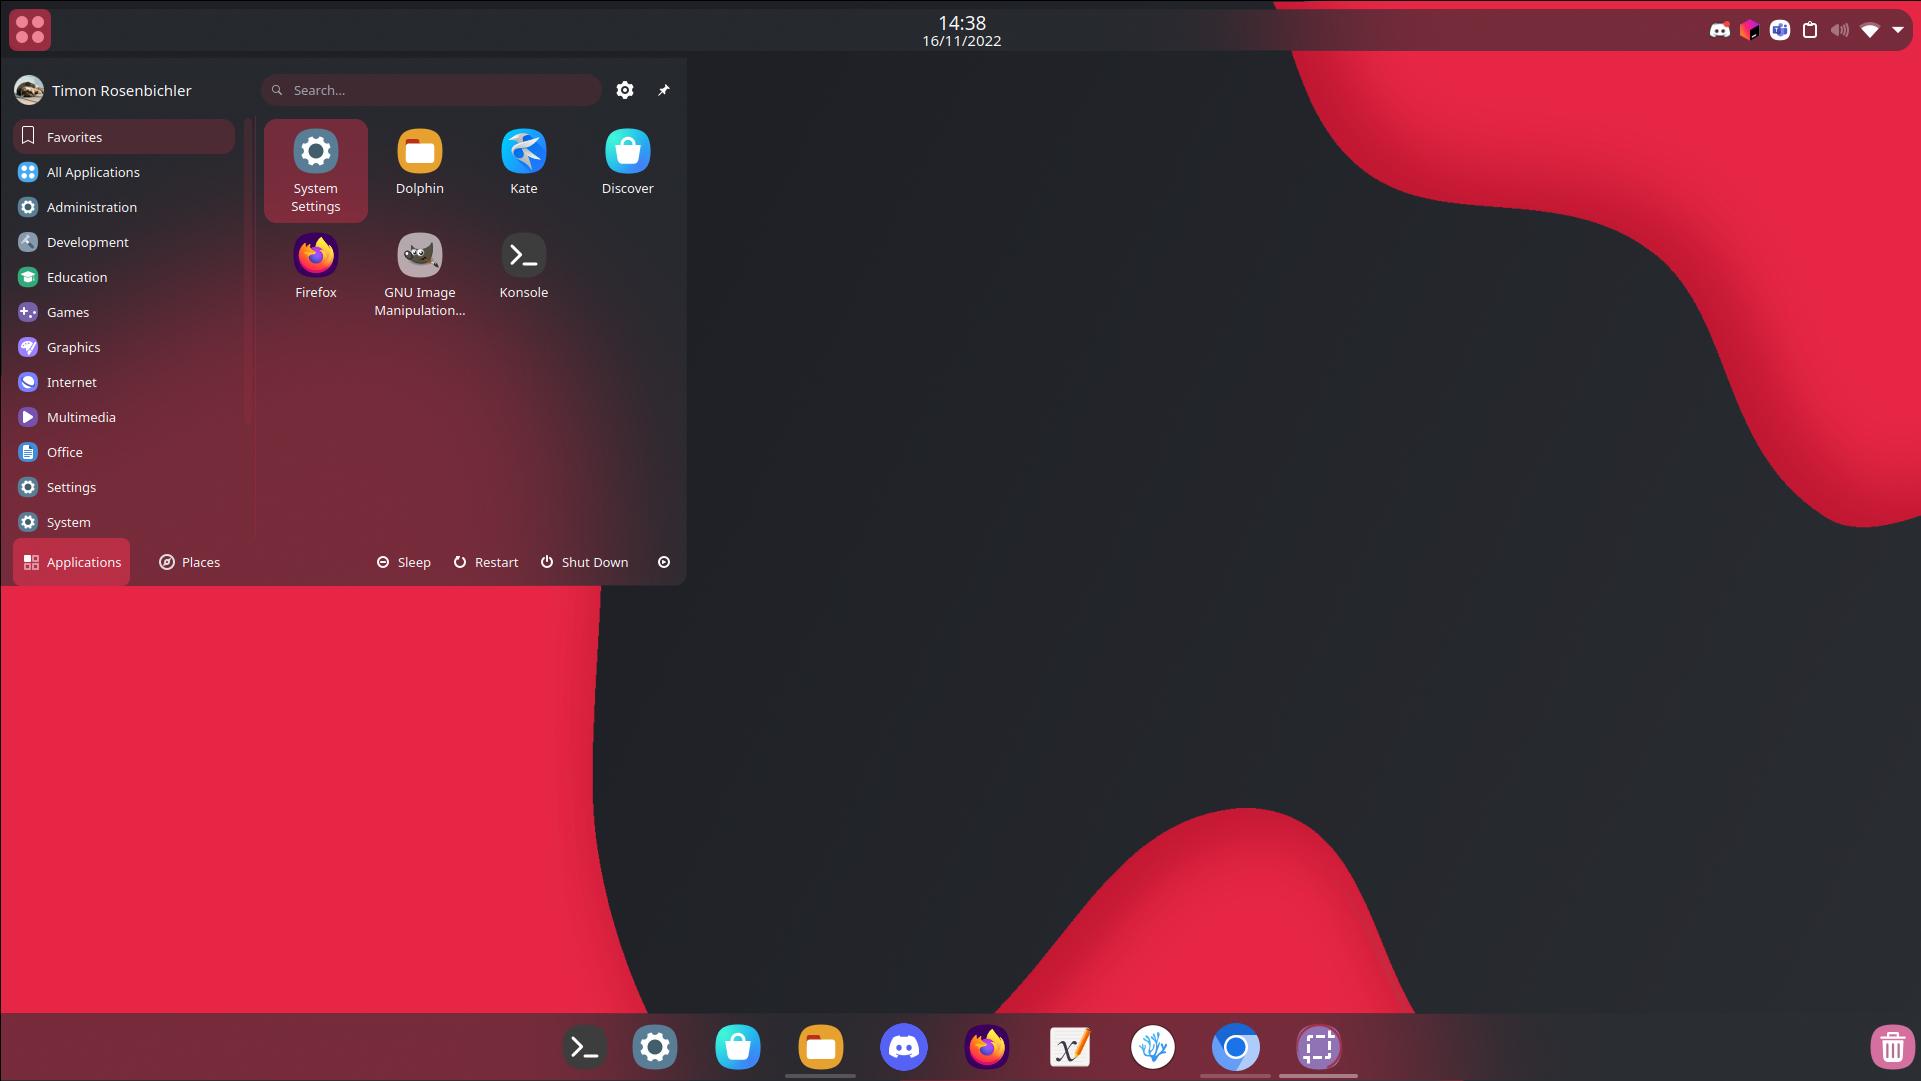 14:38
16/11/2022
Timon Rosenbichler
Search...
Favorites
All Applications
Administration
Development
Education
Games
Graphics
Internet
Multimedia
Office
Settings
System
System
Settings
Dolphin
Kate
Discover
Firefox
GNU Image
Manipulation...
Konsole
Applications
Places
Sleep
Restart
Shut Down